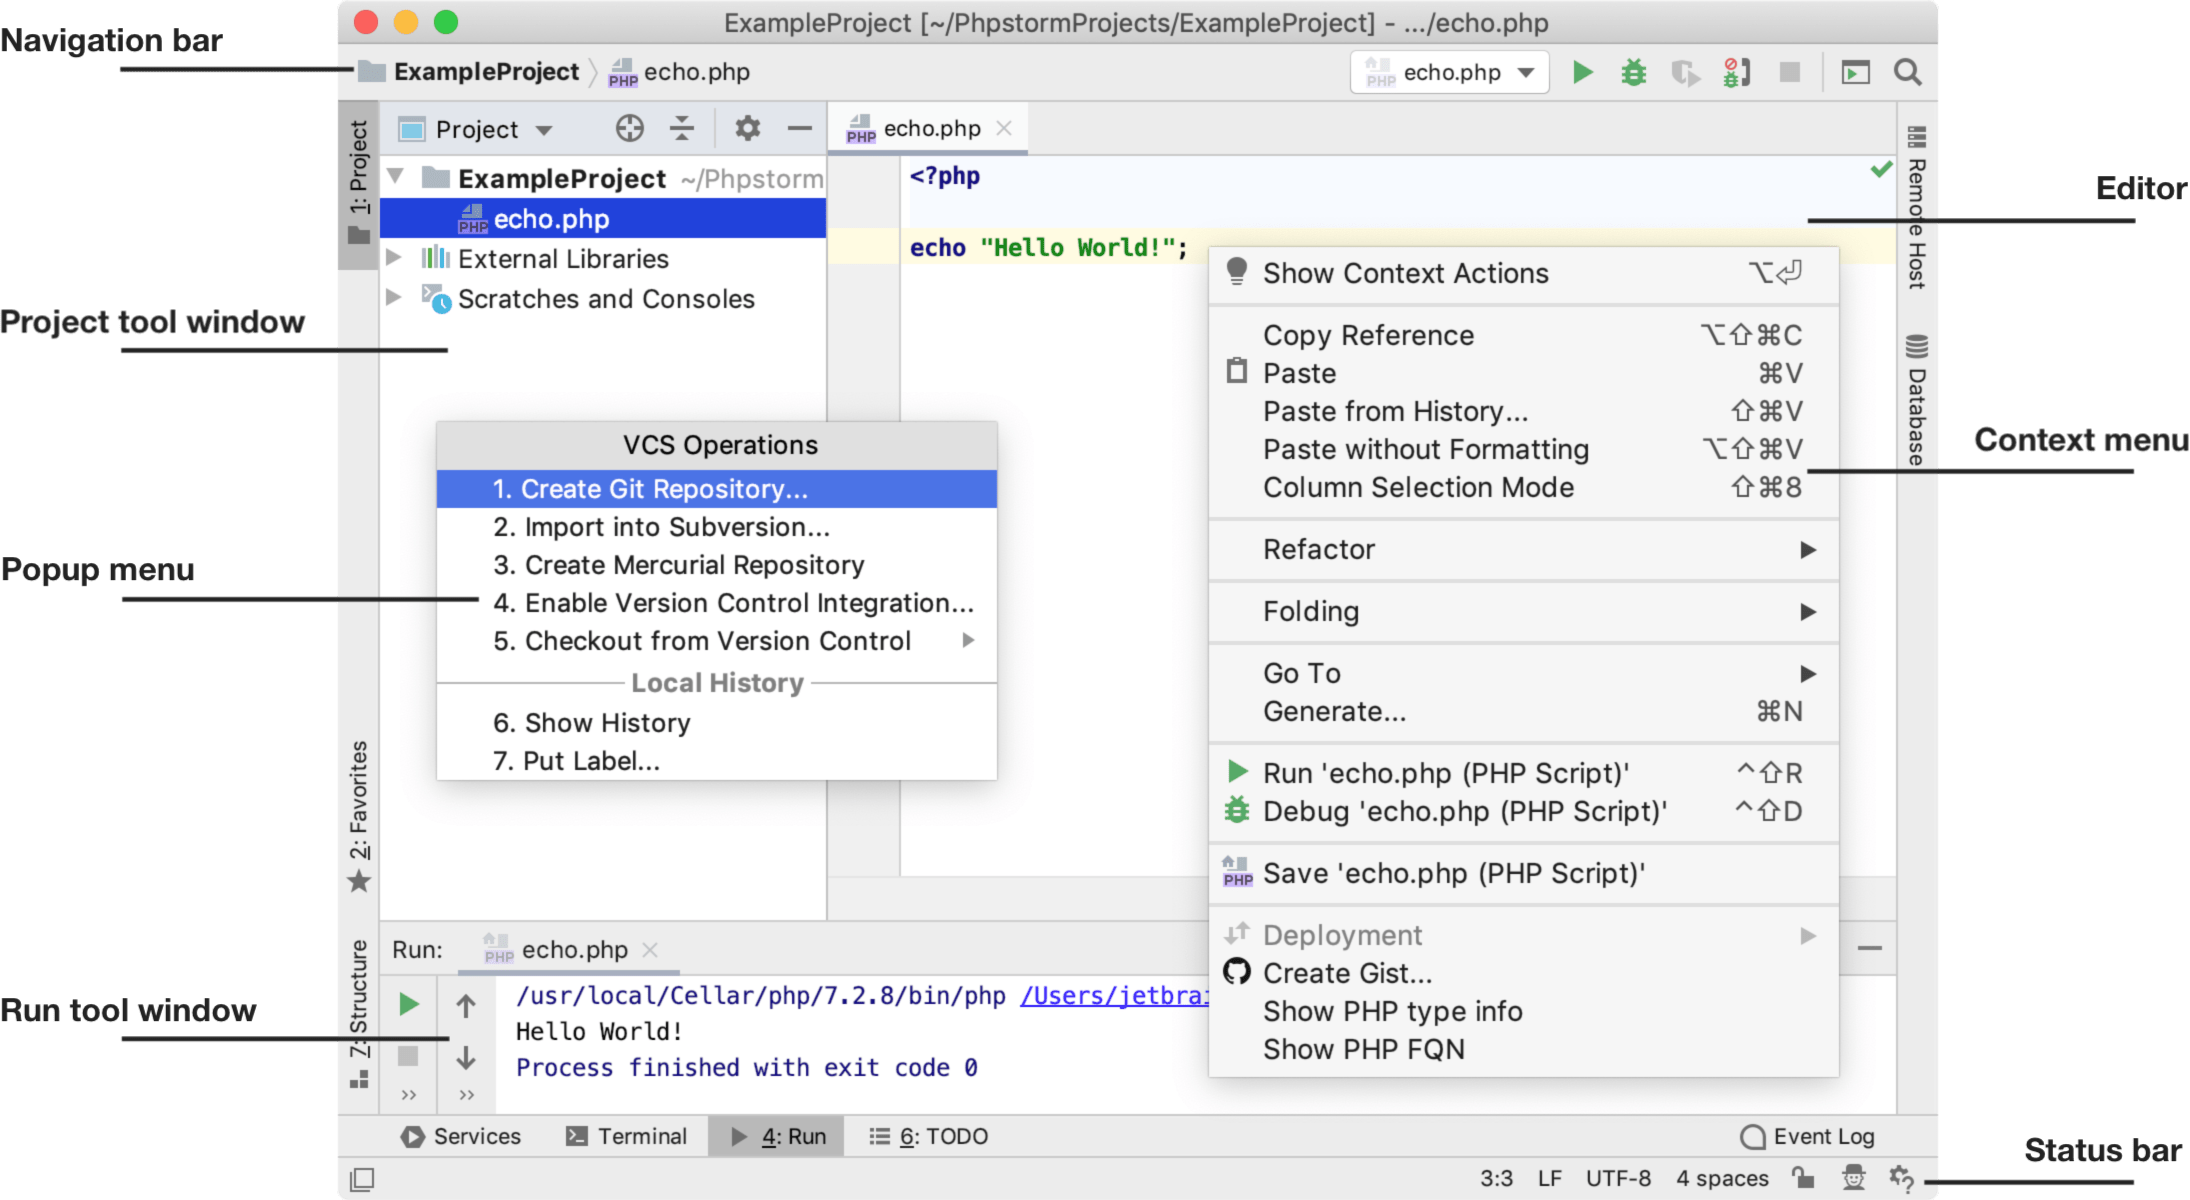 ExampleProject [~/PhpstormProjects/ExampleProject] - .../echo.php
Navigation bar
ExampleProject
PHP echo.php
PHP echo.php
1: Project
Project
PHP echo.php
ExampleProject ~/Phpstorm
PHP echo.php
External Libraries
Scratches and Consoles
<?php
echo "Hello World!";
Remote Host
Database
Editor
Project tool window
Context menu
Popup menu
VCS Operations
1. Create Git Repository...
2. Import into Subversion...
3. Create Mercurial Repository
4. Enable Version Control Integration...
5. Checkout from Version Control
Local History
6. Show History
7. Put Label...
Show Context Actions ⌥⏎
Copy Reference ⌥⇧⌘C
Paste ⌘V
Paste from History... ⇧⌘V
Paste without Formatting ⌥⇧⌘V
Column Selection Mode ⇧⌘8
Refactor
Folding
Go To
Generate... ⌘N
Run 'echo.php (PHP Script)' ^⇧R
Debug 'echo.php (PHP Script)' ^⇧D
PHP Save 'echo.php (PHP Script)'
Deployment
Create Gist...
Show PHP type info
Show PHP FQN
2: Favorites
Z: Structure
Run tool window
Run: PHP echo.php
/usr/local/Cellar/php/7.2.8/bin/php /Users/jetbrai
Hello World!
Process finished with exit code 0
Services
Terminal
4: Run
6: TODO
Event Log
Status bar
3:3 LF UTF-8 4 spaces